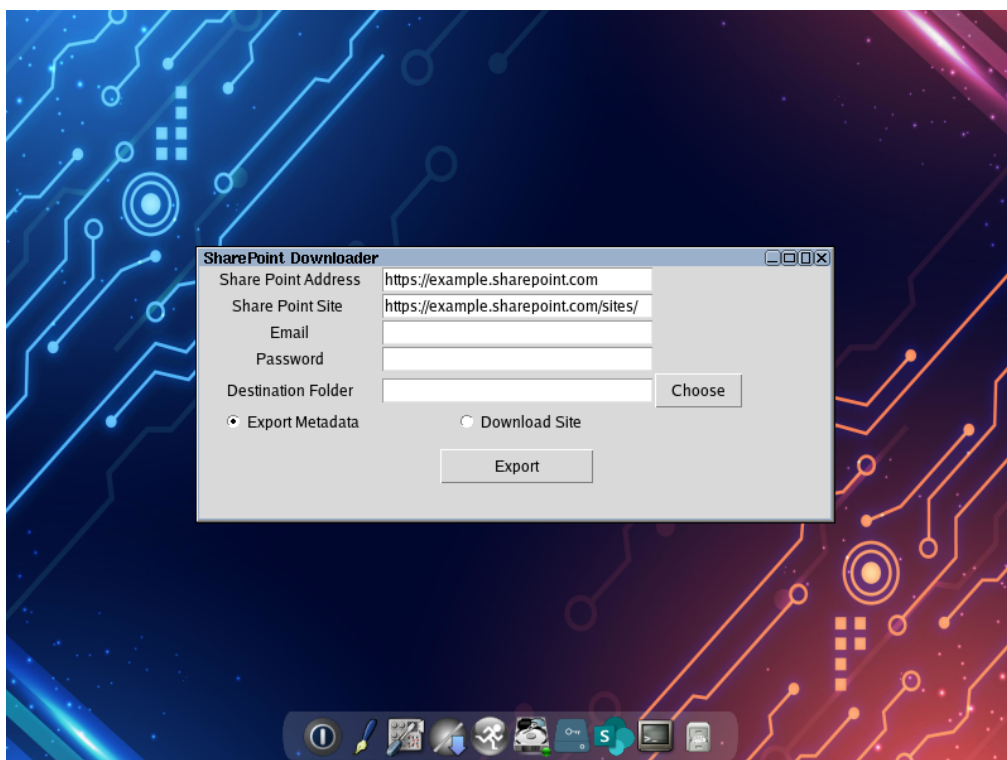 SharePoint Downloader
Share Point Address https://example.sharepoint.com
Share Point Site https://example.sharepoint.com/sites/
Email
Password
Destination Folder Choose
Export Metadata Download Site
Export
S